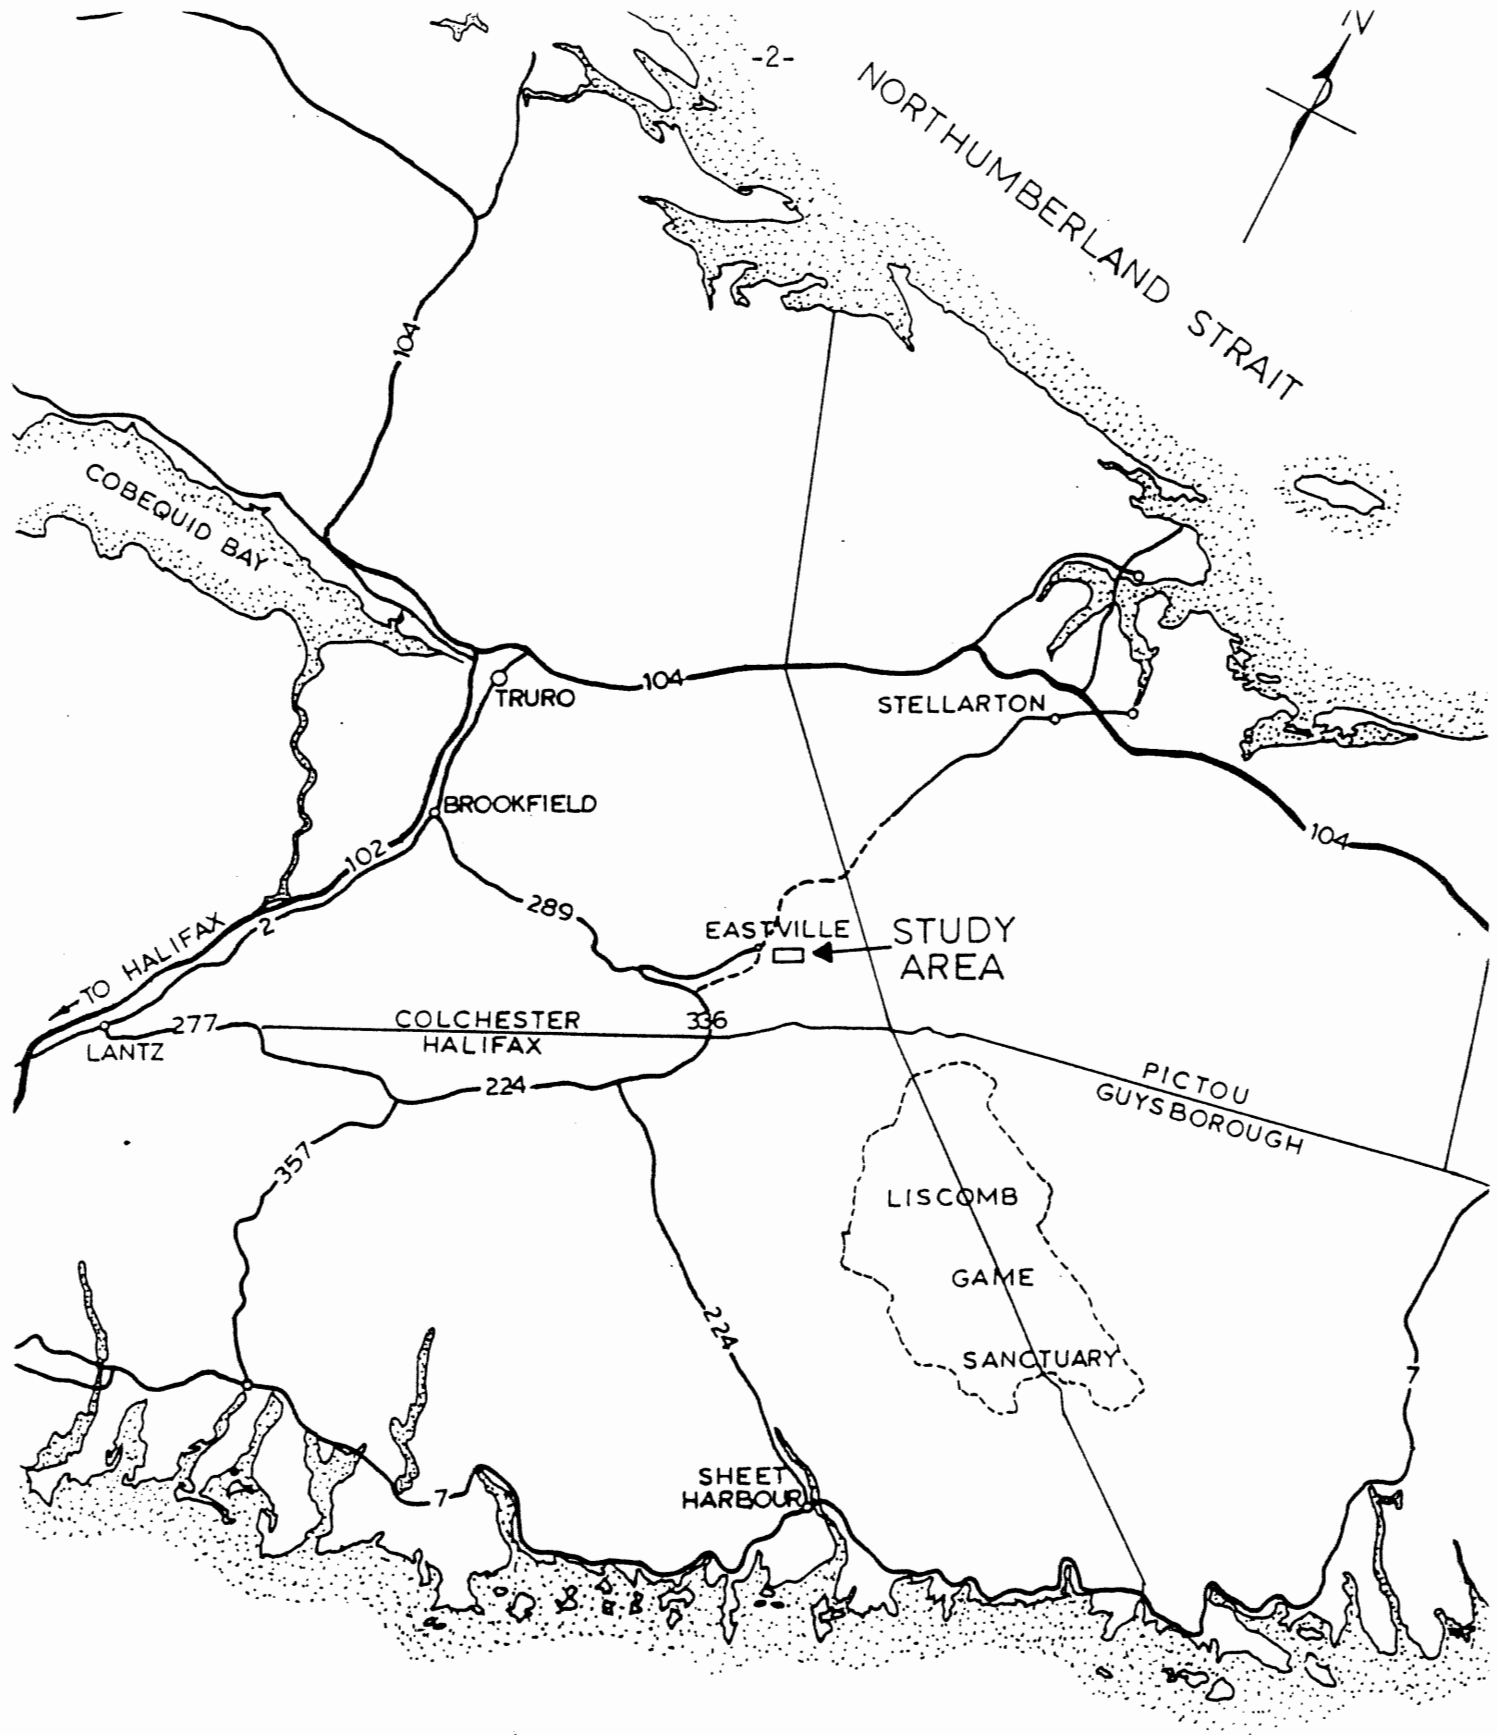 -2-
N
NORTHUMBERLAND STRAIT
104
COBEQUID BAY
104
TRURO
STELLARTON
BROOKFIELD
104
102
289
2
EASTVILLE
STUDY
AREA
TO HALIFAX
277
COLCHESTER
336
HALIFAX
LANTZ
224
PICTOU
GUYSBOROUGH
357
LISCOMB
GAME
224
SANCTUARY
7
SHEET
HARBOUR
7